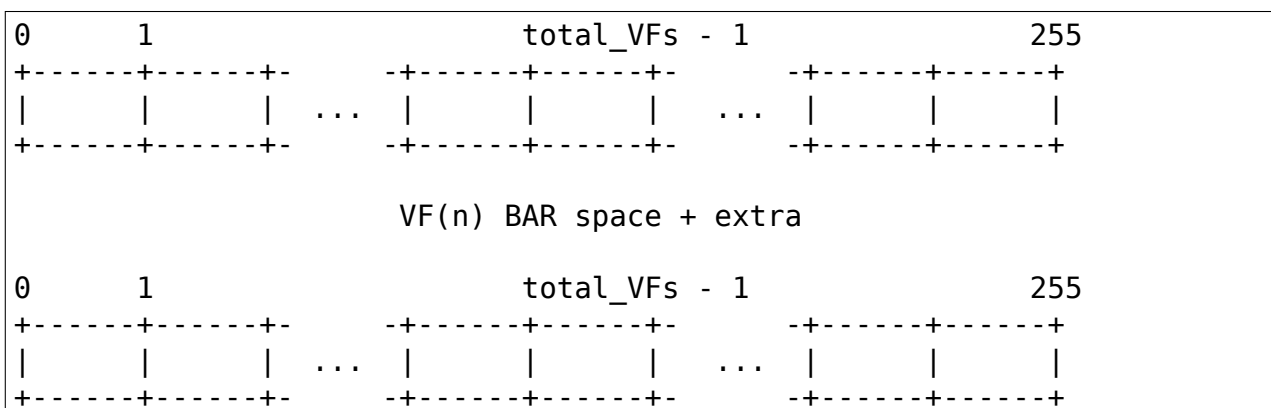 0      1                      total_VFs - 1                255
+------+------+-     -+------+------+-      -+------+------+
|      |      |  ...  |      |      |   ...  |      |      |
+------+------+-     -+------+------+-      -+------+------+
                      VF(n) BAR space + extra
0      1                      total_VFs - 1                255
+------+------+-     -+------+------+-      -+------+------+
|      |      |  ...  |      |      |   ...  |      |      |
+------+------+-     -+------+------+-      -+------+------+